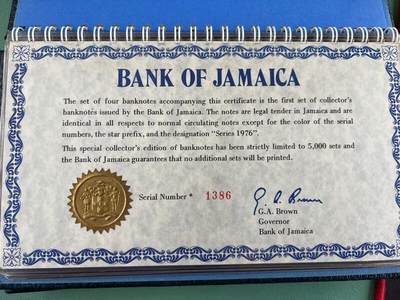 BANK OF JAMAICA
The set of four banknotes accompanying this certificate is the first set of collector's
banknotes issued by the Bank of Jamaica. The notes are legal tender in Jamaica and are
identical in all respects to normal circulating notes except for the color of the serial
numbers, the star prefix, and the designation "Series 1976".
This special collector's edition of banknotes has been strictly limited to 5,000 sets and
the Bank of Jamaica guarantees that no additional sets will be printed.
Serial Number * 1386
G. A. Brown
G.A. Brown
Governor
Bank of Jamaica